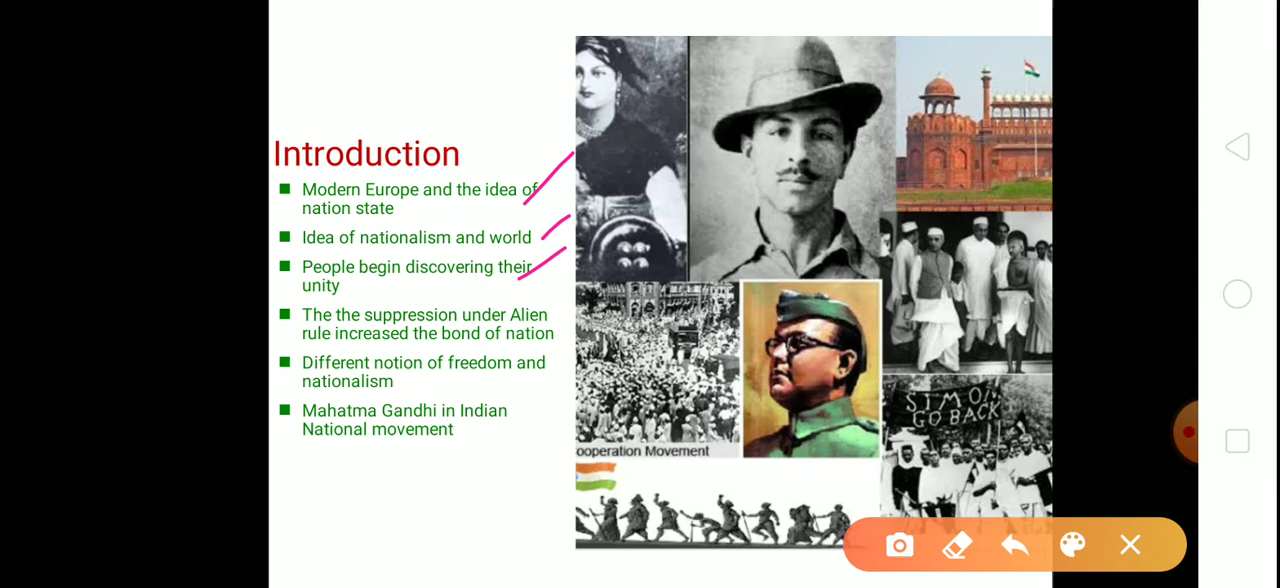 Introduction
Modern Europe and the idea of
nation state
Idea of nationalism and world
People begin discovering their
unity
The the suppression under Alien
rule increased the bond of nation
Different notion of freedom and
nationalism
Mahatma Gandhi in Indian
National movement
ooperation Movement
SIMON
GO BACK